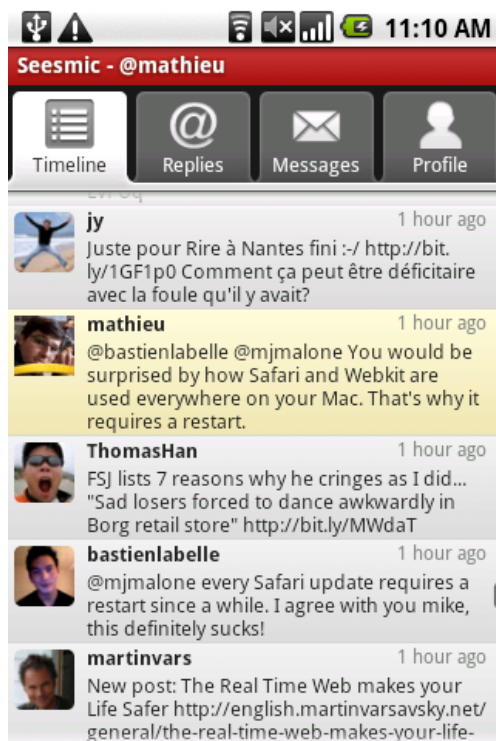 11:10 AM
Seesmic - @mathieu
Timeline
Replies
Messages
Profile
jy
1 hour ago
Juste pour Rire à Nantes fini :-/ http://bit.
ly/1GF1p0 Comment ça peut être déficitaire
avec la foule qu'il y avait?
mathieu
1 hour ago
@bastienlabelle @mjmalone You would be
surprised by how Safari and Webkit are
used everywhere on your Mac. That's why it
requires a restart.
ThomasHan
1 hour ago
FSJ lists 7 reasons why he cringes as I did...
"Sad losers forced to dance awkwardly in
Borg retail store" http://bit.ly/MWdaT
bastienlabelle
1 hour ago
@mjmalone every Safari update requires a
restart since a while. I agree with you mike,
this definitely sucks!
martinvars
1 hour ago
New post: The Real Time Web makes your
Life Safer http://english.martinvarsavsky.net/
general/the-real-time-web-makes-your-life-